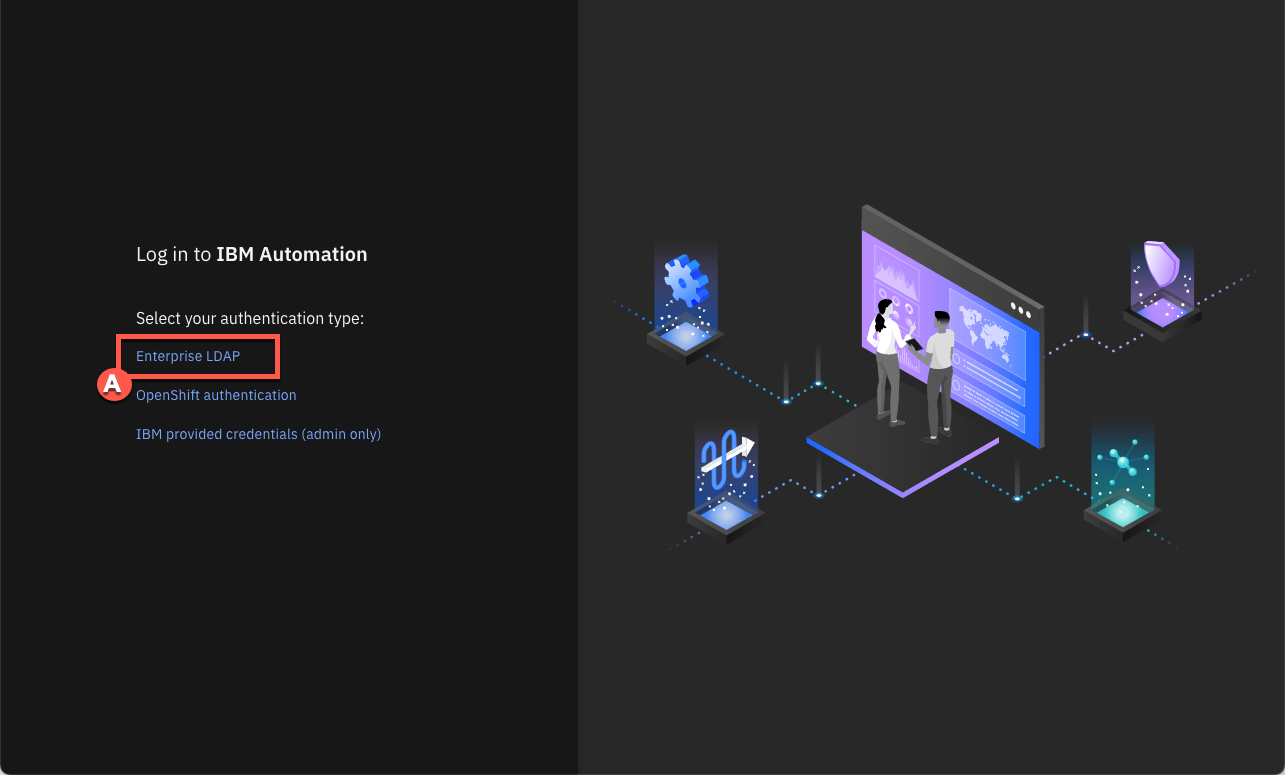 Log in to IBM Automation
Select your authentication type:
Enterprise LDAP
A
OpenShift authentication
IBM provided credentials (admin only)